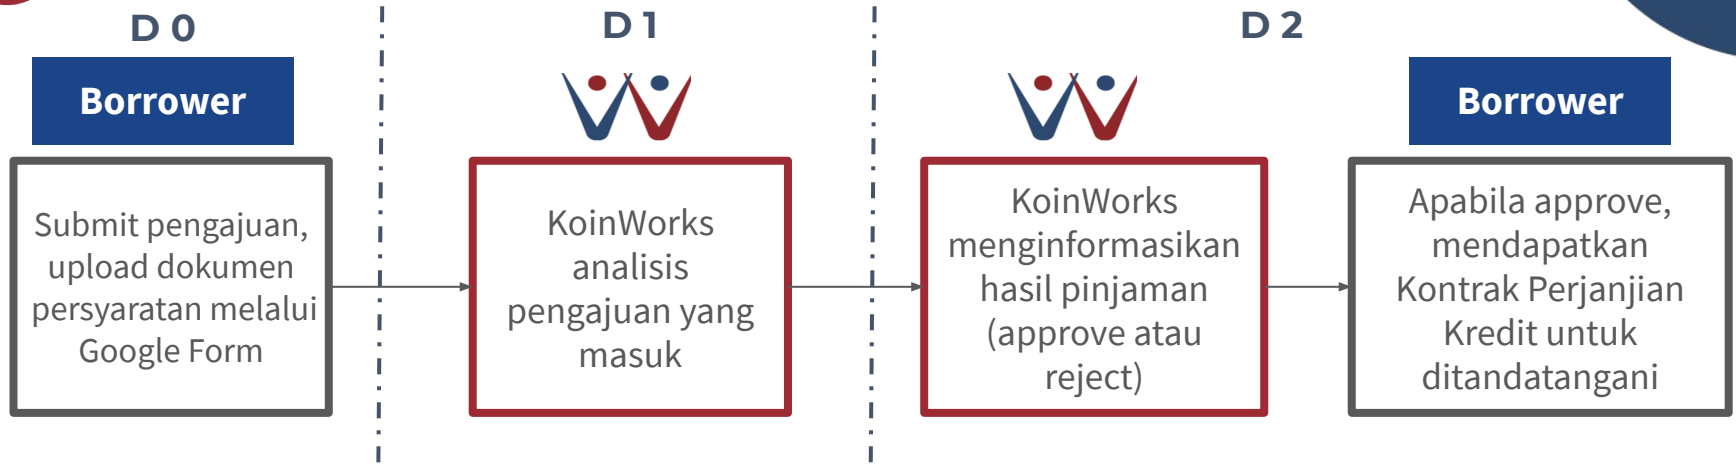 D 0
Borrower
Submit pengajuan,
upload dokumen
persyaratan melalui
Google Form
D 1
KoinWorks
analisis
pengajuan yang
masuk
D 2
KoinWorks
menginformasikan
hasil pinjaman
(approve atau
reject)
Borrower
Apabila approve,
mendapatkan
Kontrak Perjanjian
Kredit untuk
ditandatangani